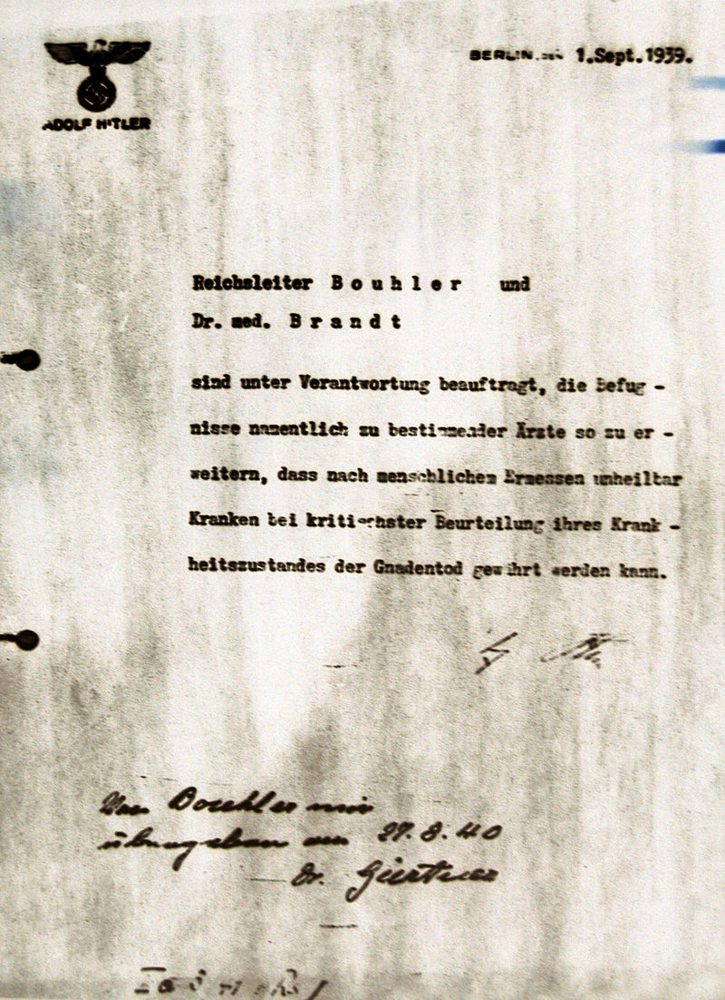 ADOLF HITLER
BERLIN, den 1.Sept.1939.
Reichsleiter Bouhler und
Dr. med. Brandt
sind unter Verantwortung beauftragt, die Befug -
nisse namentlich zu bestimmender Ärzte so zu er -
weitern, dass nach menschlichem Ermessen unheilbar
Kranken bei kritischster Beurteilung ihres Krank -
heitszustandes der Gnadentod gewährt werden kann.
Von Bouhler mir
übergeben am 27.8.40
Dr. Gürtner